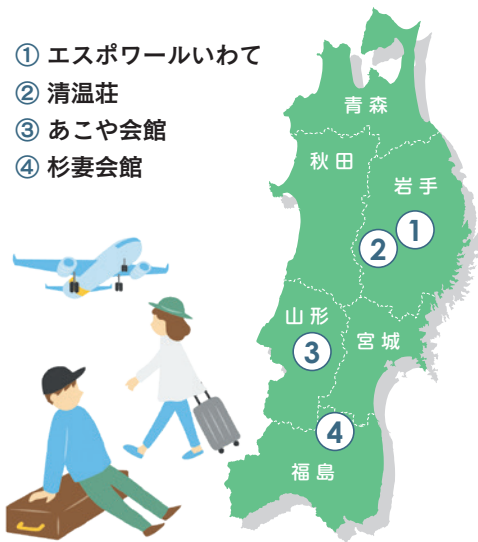 ① エスポワールいわて
② 清温荘
③ あこや会館
④ 杉妻会館
青森
秋田
岩手
1
2
山形
宮城
3
4
福島